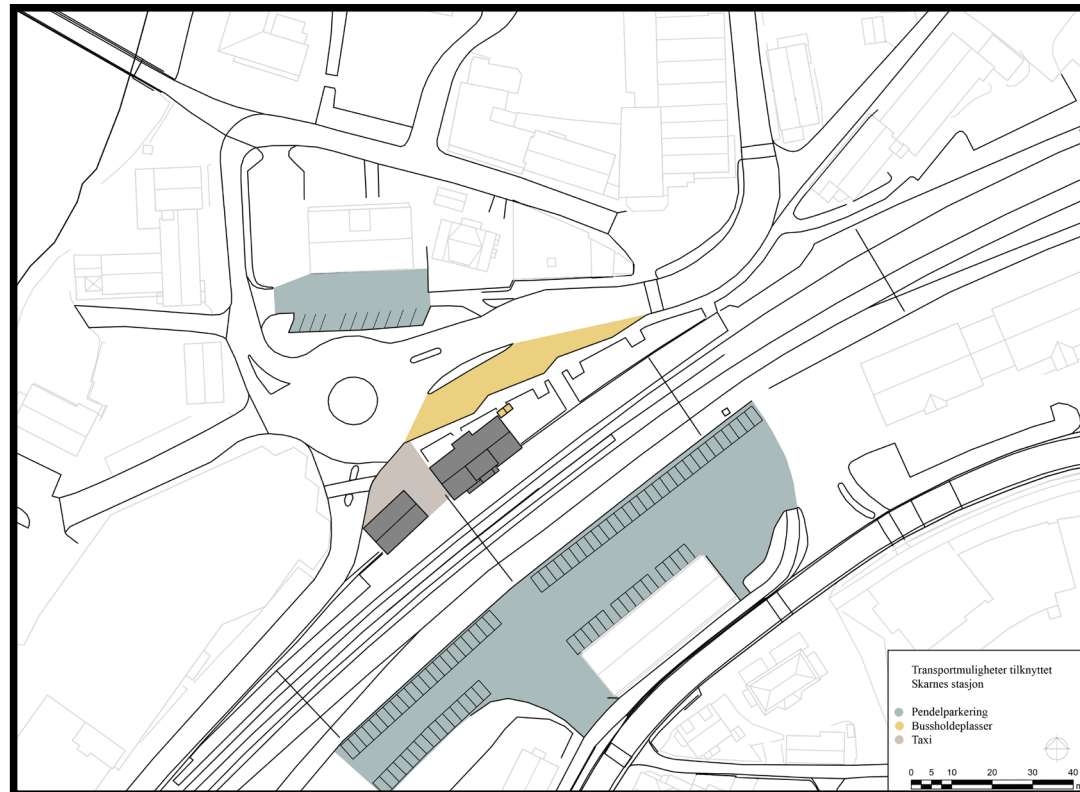 Transportmuligheter tilknyttet
Skarnes stasjon
Pendelparkering
Bussholdeplasser
Taxi
0 5 10 20 30 40
m